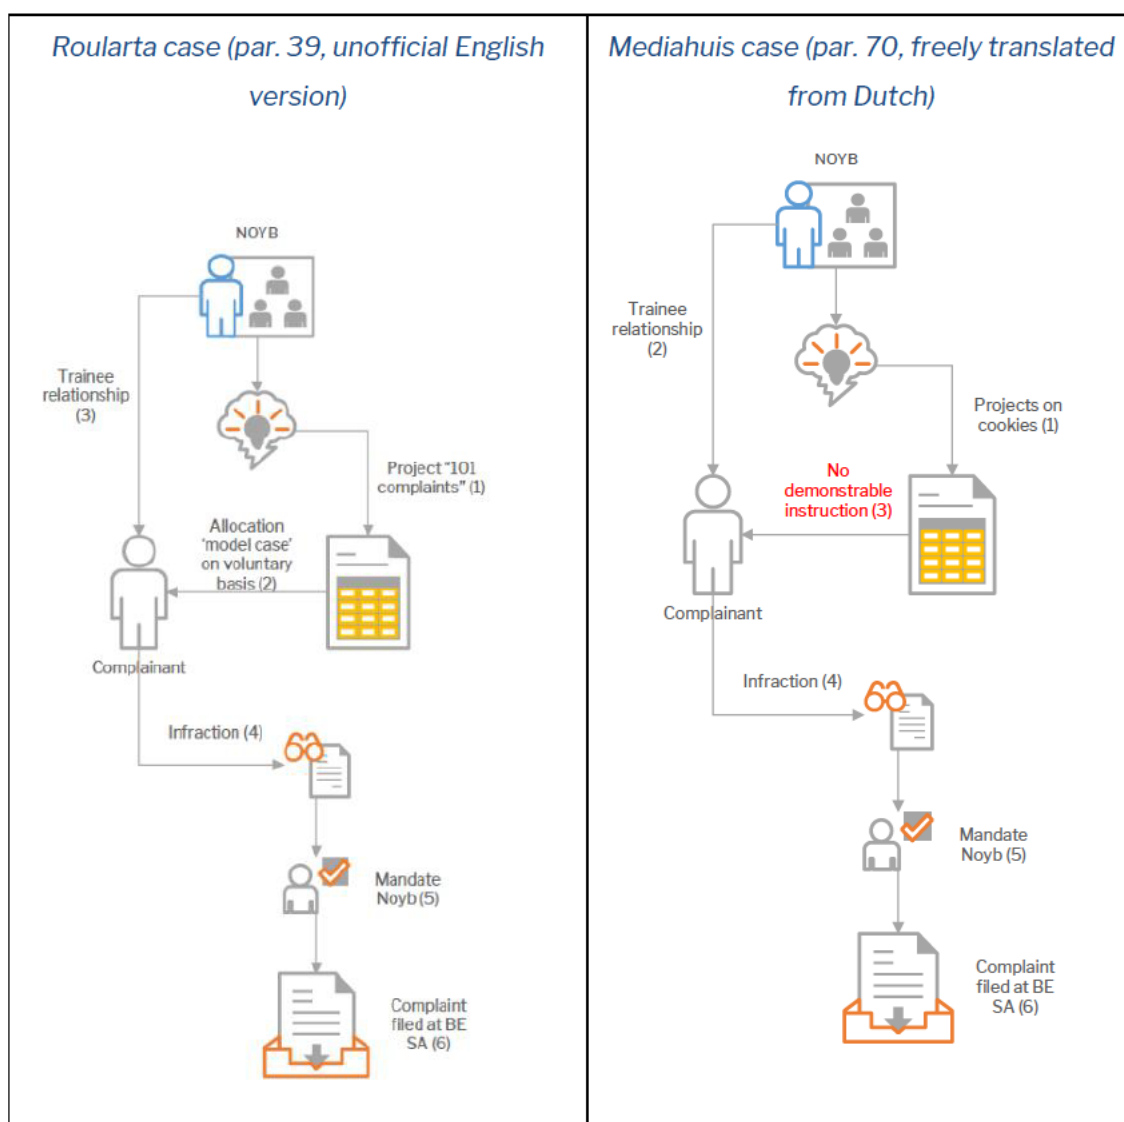 Roularta case (par. 39, unofficial English
version)
NOYB
Trainee
relationship
(3)
Project "101
complaints" (1)
Allocation
'model case'
on voluntary
basis (2)
Complainant
Infraction (4)
Mandate
Noyb (5)
Complaint
filed at BE
SA (6)
Mediahuis case (par. 70, freely translated
from Dutch)
NOYB
Trainee
relationship
(2)
Projects on
cookies (1)
No
demonstrable
instruction (3)
Complainant
Infraction (4)
Mandate
Noyb (5)
Complaint
filed at BE
SA (6)